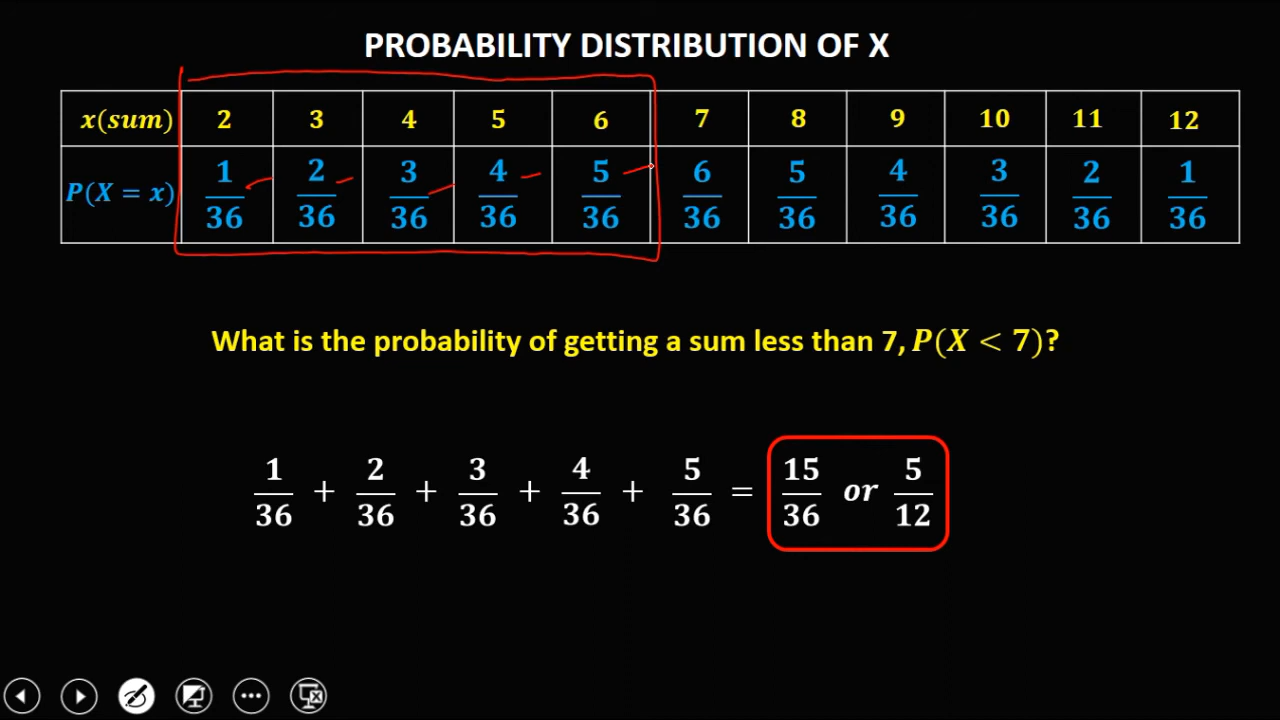 PROBABILITY DISTRIBUTION OF X
x(sum) 2 3 4 5 6 7 8 9 10 11 12
P(X = x) 1/36 2/36 3/36 4/36 5/36 6/36 5/36 4/36 3/36 2/36 1/36
What is the probability of getting a sum less than 7, P(X < 7)?
1/36 + 2/36 + 3/36 + 4/36 + 5/36 = 15/36 or 5/12